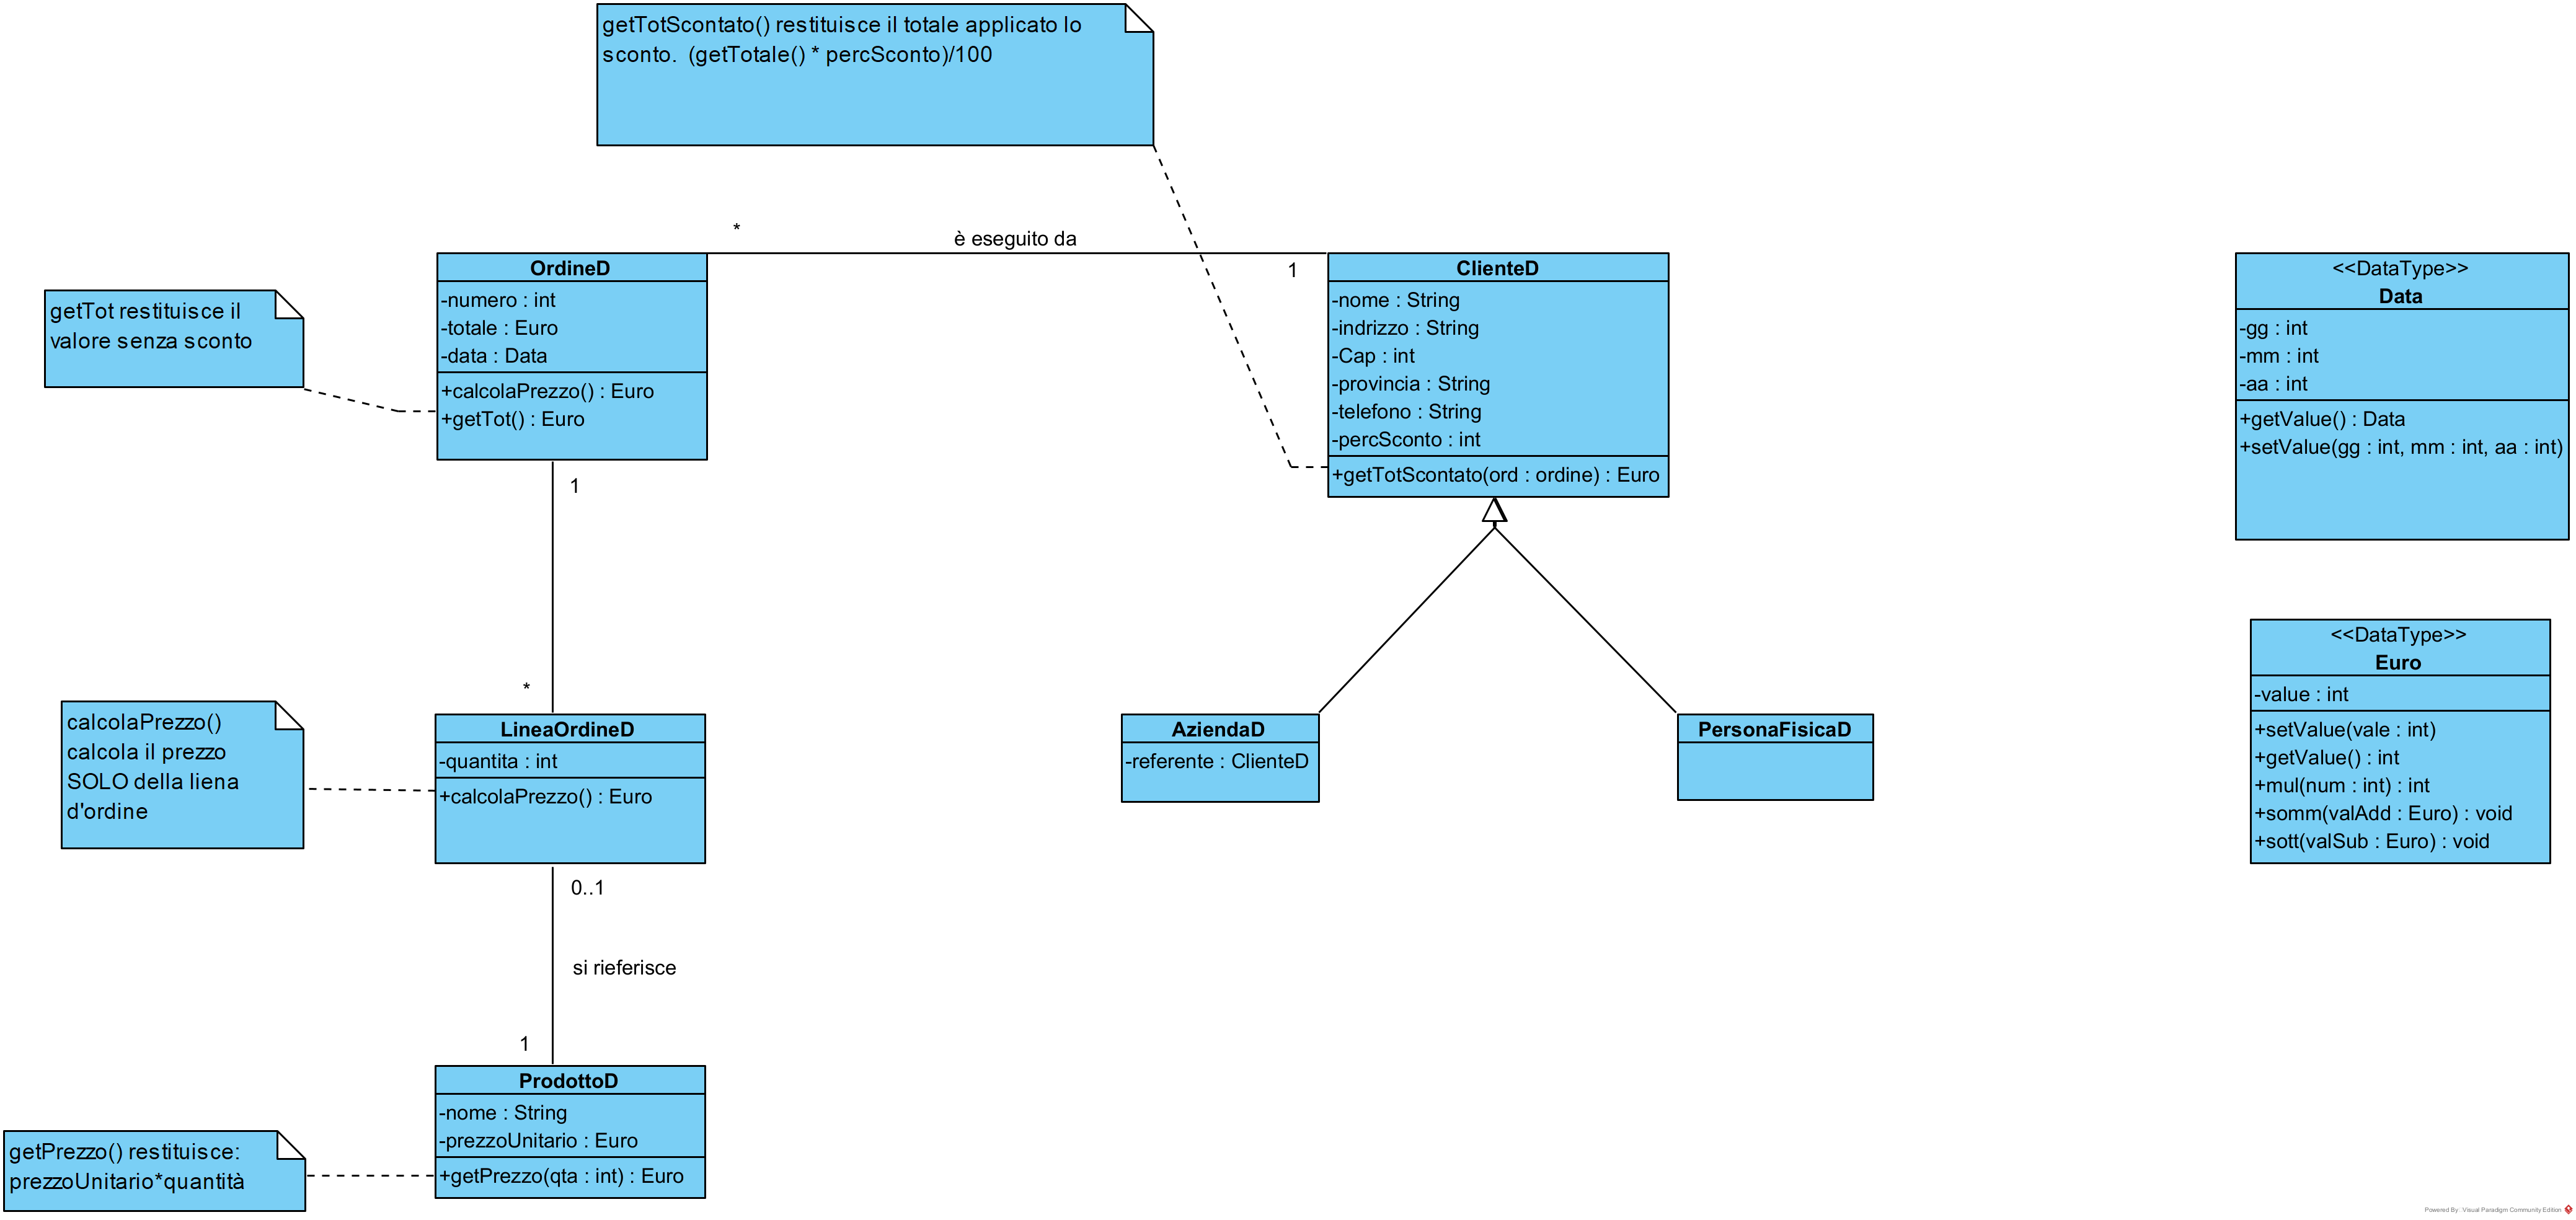 getTotScontato() restituisce il totale applicato lo
sconto.  (getTotale() * percSconto)/100
*
è eseguito da
1
OrdineD
-numero : int
-totale : Euro
-data : Data
+calcolaPrezzo() : Euro
+getTot() : Euro
getTot restituisce il
valore senza sconto
ClienteD
-nome : String
-indrizzo : String
-Cap : int
-provincia : String
-telefono : String
-percSconto : int
+getTotScontato(ord : ordine) : Euro
<<DataType>>
Data
-gg : int
-mm : int
-aa : int
+getValue() : Data
+setValue(gg : int, mm : int, aa : int)
1
*
calcolaPrezzo()
calcola il prezzo
SOLO della liena
d'ordine
LineaOrdineD
-quantita : int
+calcolaPrezzo() : Euro
AziendaD
-referente : ClienteD
PersonaFisicaD
<<DataType>>
Euro
-value : int
+setValue(vale : int)
+getValue() : int
+mul(num : int) : int
+somm(valAdd : Euro) : void
+sott(valSub : Euro) : void
0..1
si rieferisce
1
ProdottoD
-nome : String
-prezzoUnitario : Euro
+getPrezzo(qta : int) : Euro
getPrezzo() restituisce:
prezzoUnitario*quantità
Powered By Visual Paradigm Community Edition